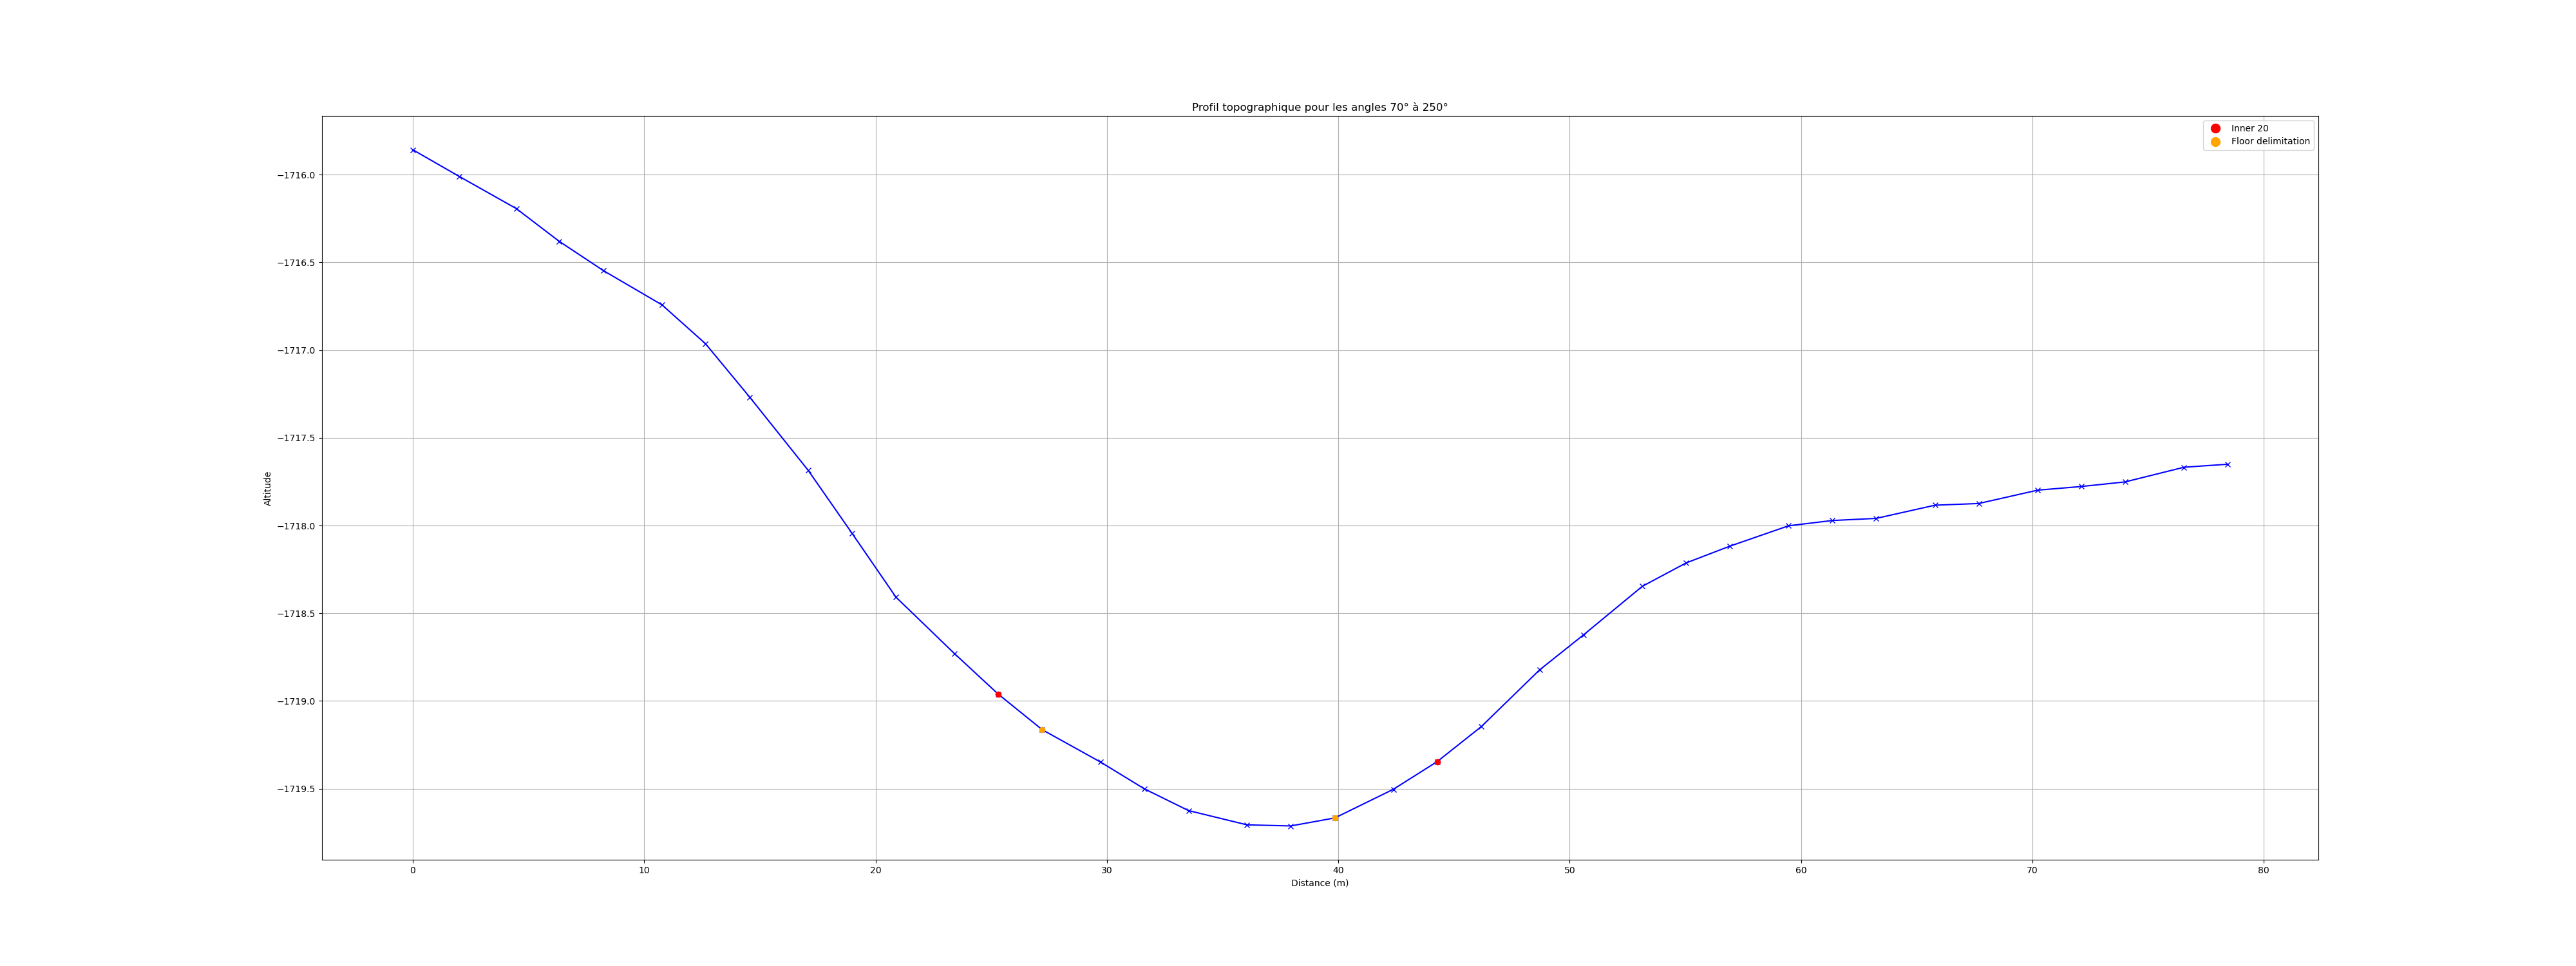 Profil topographique pour les angles 70° à 250°
Inner 20
Floor delimitation
−1716.0
−1716.5
−1717.0
−1717.5
−1718.0
−1718.5
−1719.0
−1719.5
Altitude
0 10 20 30 40 50 60 70 80
Distance (m)